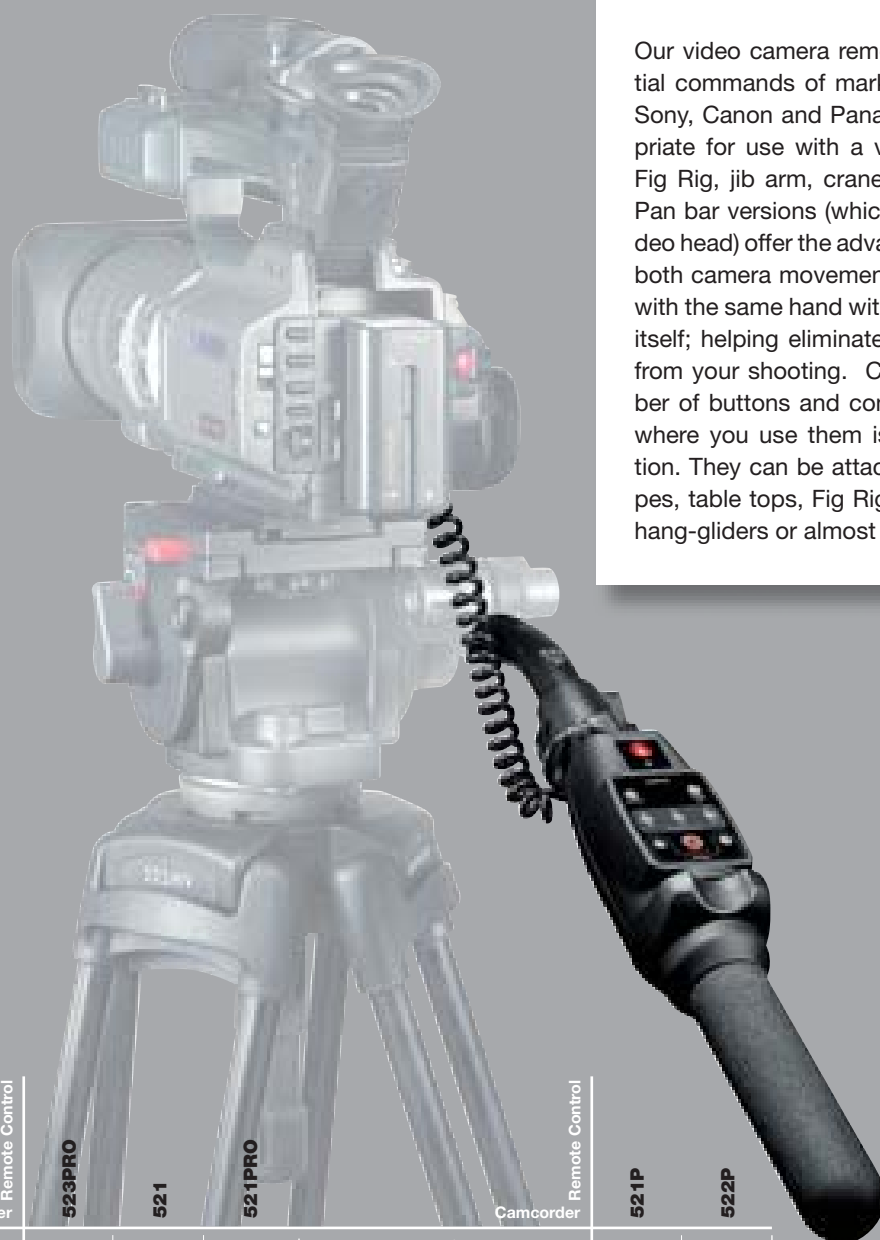 Our video camera rem
tial commands of mark
Sony, Canon and Pana
priate for use with a v
Fig Rig, jib arm, crane
Pan bar versions (whic
deo head) offer the adva
both camera movemen
with the same hand wit
itself; helping eliminate
from your shooting. C
ber of buttons and con
where you use them is
tion. They can be attac
pes, table tops, Fig Rig
hang-gliders or almost
Remote Control
er
523PRO
521
521PRO
Remote Control
Camcorder
521P
522P